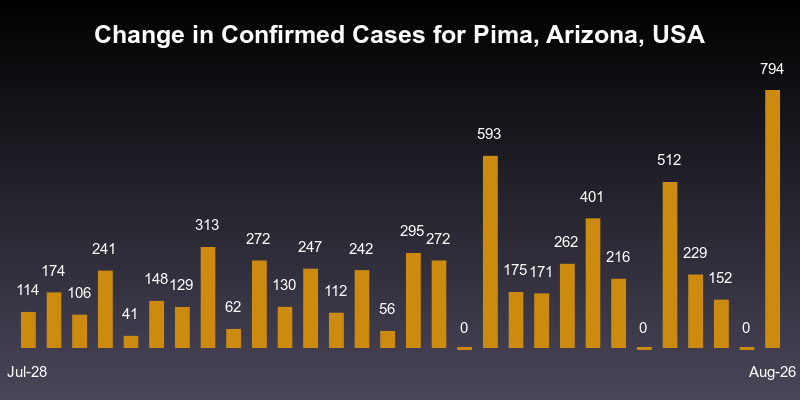 Change in Confirmed Cases for Pima, Arizona, USA
114 174 106 241 41 148 129 313 62 272 130 247 112 242 56 295 272 0 593 175 171 262 401 216 0 512 229 152 0 794
Jul-28 Aug-26